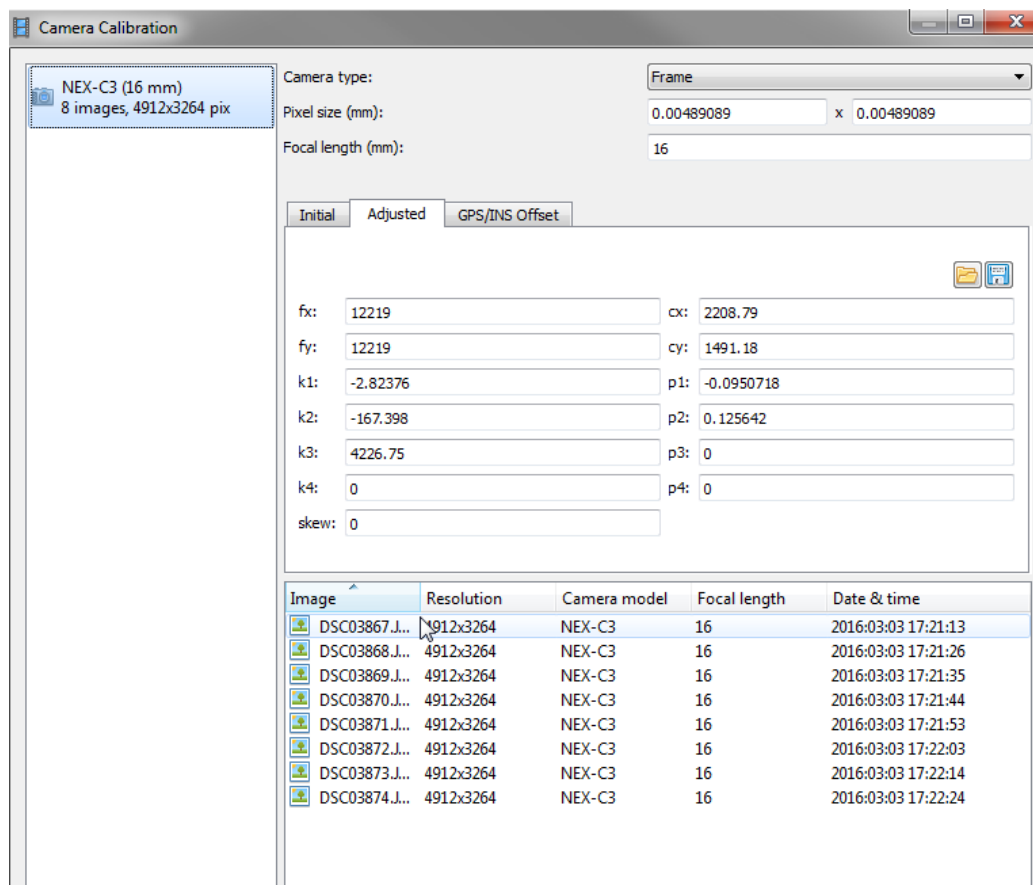 Camera Calibration
NEX-C3 (16 mm)
8 images, 4912x3264 pix
Camera type: Frame
Pixel size (mm): 0.00489089 x 0.00489089
Focal length (mm): 16
Initial Adjusted GPS/INS Offset
fx: 12219 cx: 2208.79
fy: 12219 cy: 1491.18
k1: -2.82376 p1: -0.0950718
k2: -167.398 p2: 0.125642
k3: 4226.75 p3: 0
k4: 0 p4: 0
skew: 0
Image Resolution Camera model Focal length Date & time
DSC03867.J... 4912x3264 NEX-C3 16 2016:03:03 17:21:13
DSC03868.J... 4912x3264 NEX-C3 16 2016:03:03 17:21:26
DSC03869.J... 4912x3264 NEX-C3 16 2016:03:03 17:21:35
DSC03870.J... 4912x3264 NEX-C3 16 2016:03:03 17:21:44
DSC03871.J... 4912x3264 NEX-C3 16 2016:03:03 17:21:53
DSC03872.J... 4912x3264 NEX-C3 16 2016:03:03 17:22:03
DSC03873.J... 4912x3264 NEX-C3 16 2016:03:03 17:22:14
DSC03874.J... 4912x3264 NEX-C3 16 2016:03:03 17:22:24